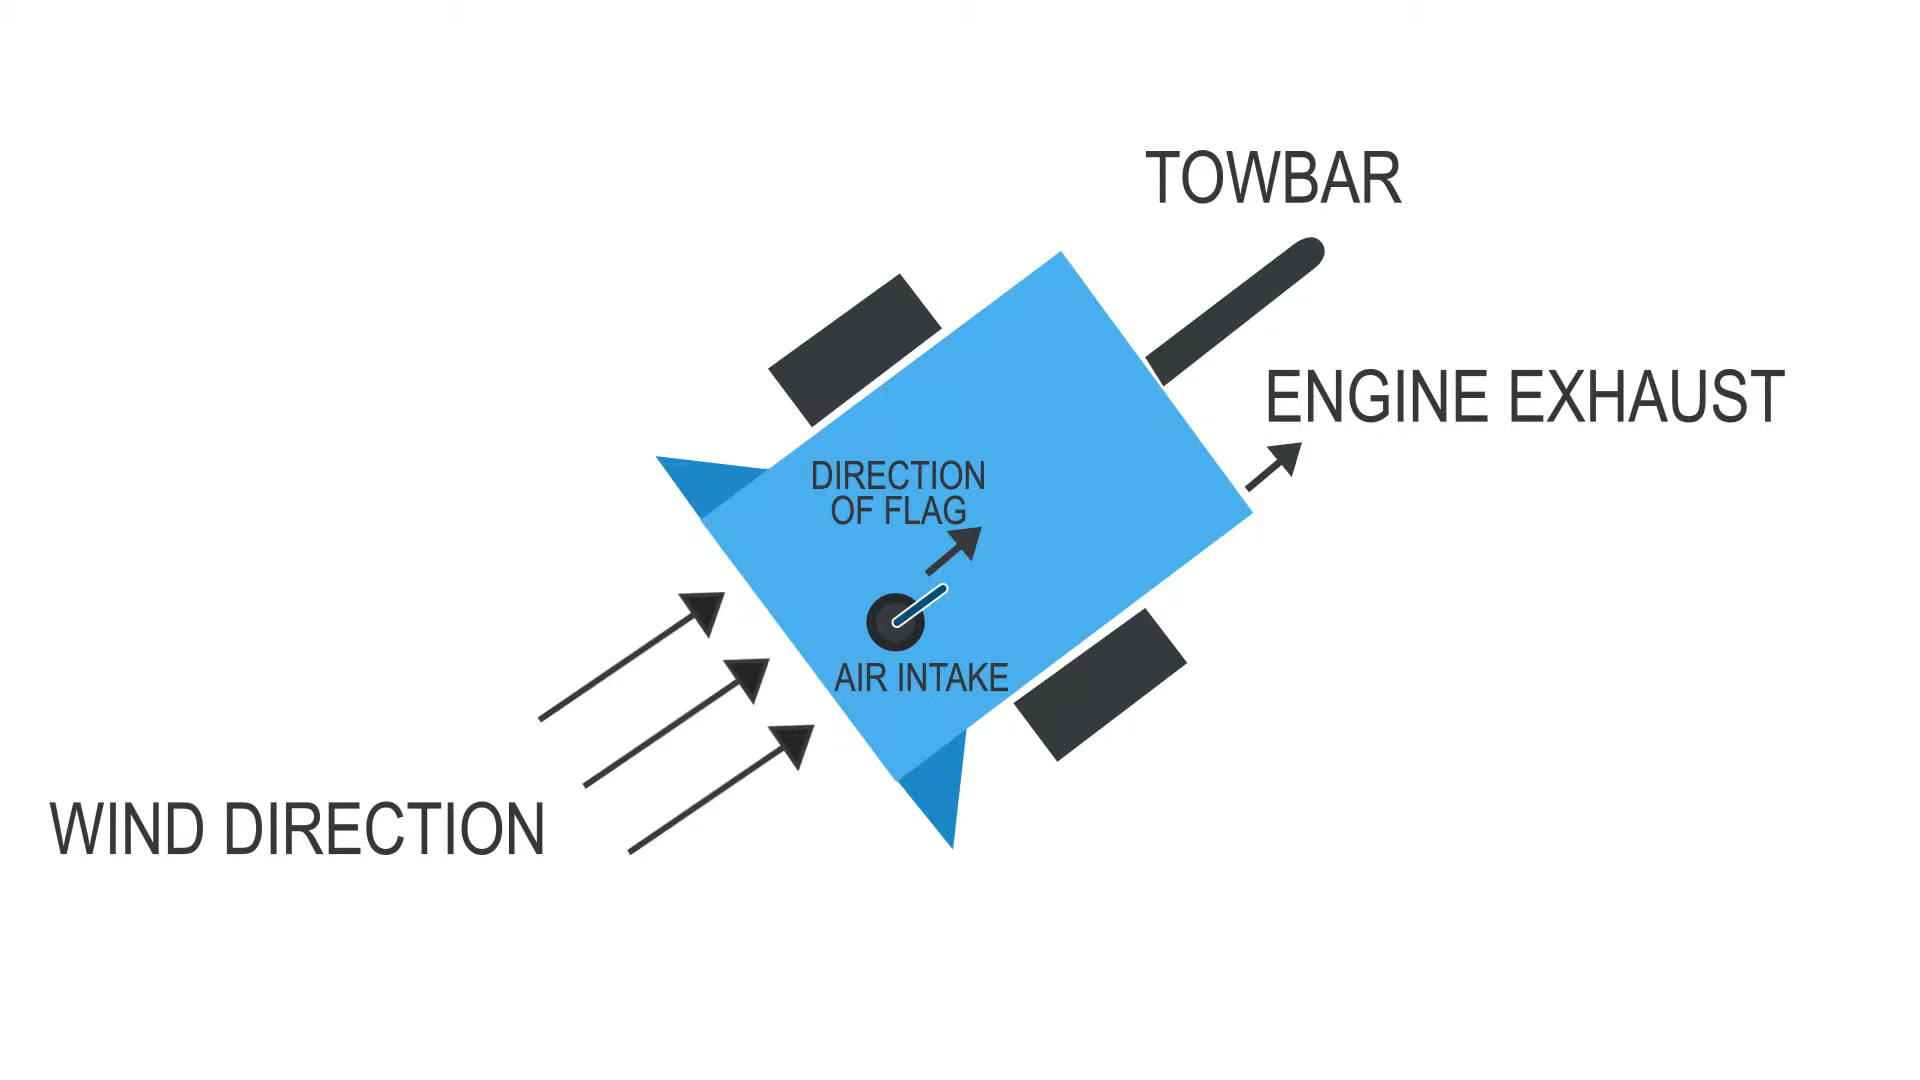 TOWBAR
ENGINE EXHAUST
DIRECTION
OF FLAG
AIR INTAKE
WIND DIRECTION